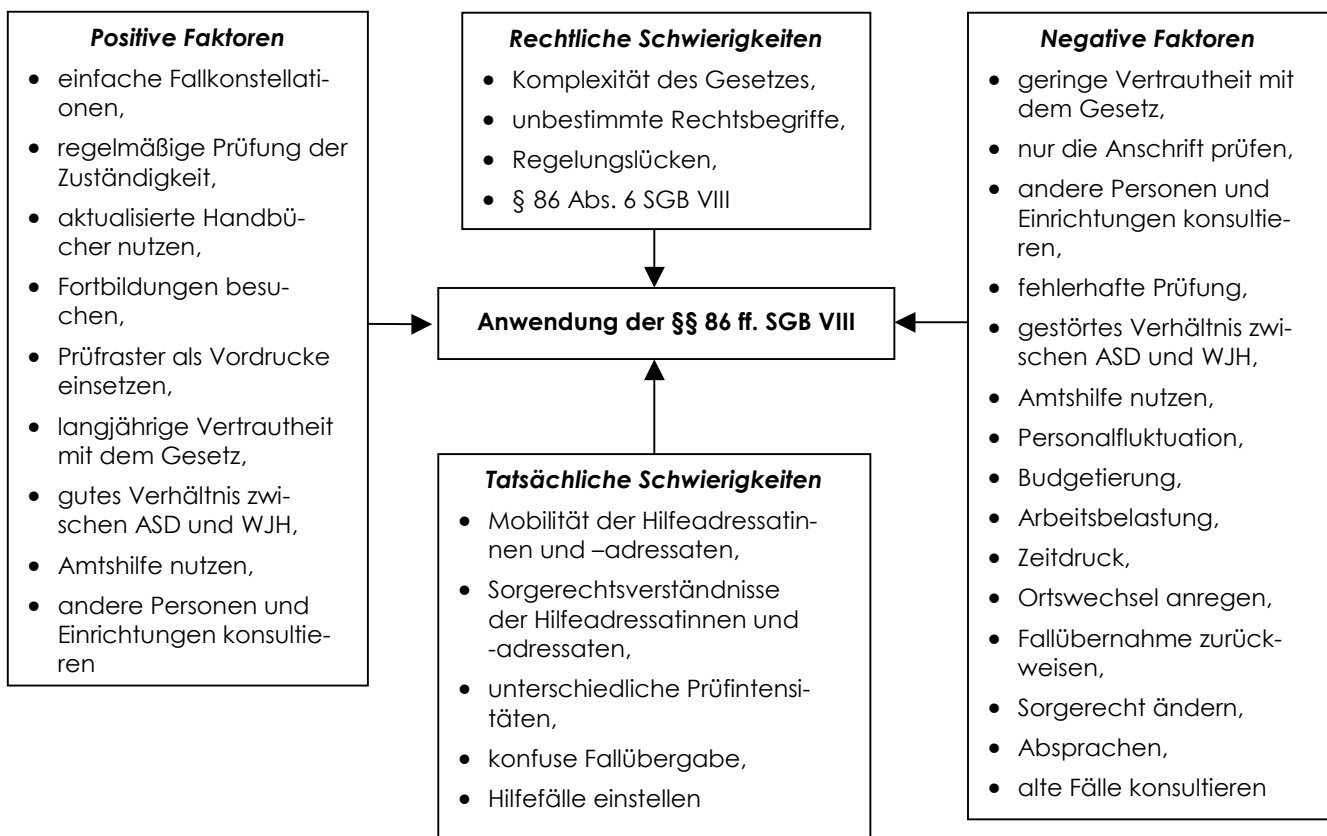 Positive Faktoren
• einfache Fallkonstellati-
onen,
• regelmäßige Prüfung der
Zuständigkeit,
• aktualisierte Handbü-
cher nutzen,
• Fortbildungen besu-
chen,
• Prüfraster als Vordrucke
einsetzen,
• langjährige Vertrautheit
mit dem Gesetz,
• gutes Verhältnis zwi-
schen ASD und WJH,
• Amtshilfe nutzen,
• andere Personen und
Einrichtungen konsultie-
ren
Rechtliche Schwierigkeiten
• Komplexität des Gesetzes,
• unbestimmte Rechtsbegriffe,
• Regelungslücken,
• § 86 Abs. 6 SGB VIII
Anwendung der §§ 86 ff. SGB VIII
Tatsächliche Schwierigkeiten
• Mobilität der Hilfeadressatin-
nen und –adressaten,
• Sorgerechtsverständnisse
der Hilfeadressatinnen und
-adressaten,
• unterschiedliche Prüfintensi-
täten,
• konfuse Fallübergabe,
• Hilfefälle einstellen
Negative Faktoren
• geringe Vertrautheit mit
dem Gesetz,
• nur die Anschrift prüfen,
• andere Personen und
Einrichtungen konsultie-
ren,
• fehlerhafte Prüfung,
• gestörtes Verhältnis zwi-
schen ASD und WJH,
• Amtshilfe nutzen,
• Personalfluktuation,
• Budgetierung,
• Arbeitsbelastung,
• Zeitdruck,
• Ortswechsel anregen,
• Fallübernahme zurück-
weisen,
• Sorgerecht ändern,
• Absprachen,
• alte Fälle konsultieren